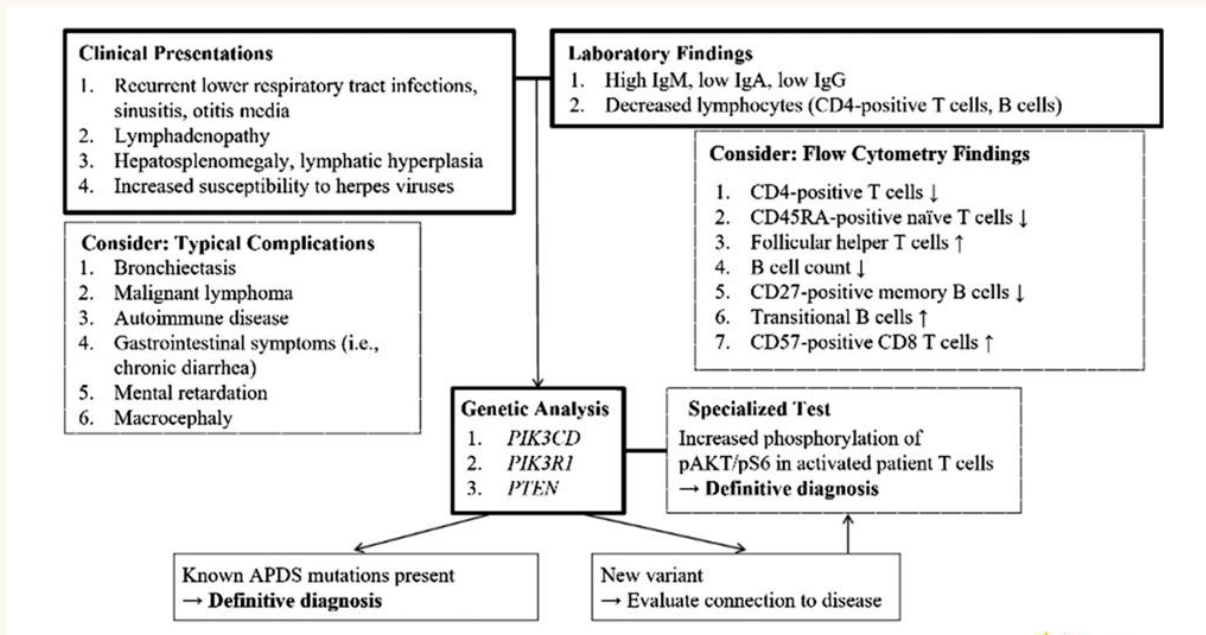 Clinical Presentations
1. Recurrent lower respiratory tract infections,
sinusitis, otitis media
2. Lymphadenopathy
3. Hepatosplenomegaly, lymphatic hyperplasia
4. Increased susceptibility to herpes viruses
Laboratory Findings
1. High IgM, low IgA, low IgG
2. Decreased lymphocytes (CD4-positive T cells, B cells)
Consider: Flow Cytometry Findings
1. CD4-positive T cells ↓
2. CD45RA-positive naïve T cells ↓
3. Follicular helper T cells ↑
4. B cell count ↓
5. CD27-positive memory B cells ↓
6. Transitional B cells ↑
7. CD57-positive CD8 T cells ↑
Consider: Typical Complications
1. Bronchiectasis
2. Malignant lymphoma
3. Autoimmune disease
4. Gastrointestinal symptoms (i.e.,
chronic diarrhea)
5. Mental retardation
6. Macrocephaly
Genetic Analysis
1. PIK3CD
2. PIK3R1
3. PTEN
Specialized Test
Increased phosphorylation of
pAKT/pS6 in activated patient T cells
→ Definitive diagnosis
Known APDS mutations present
→ Definitive diagnosis
New variant
→ Evaluate connection to disease